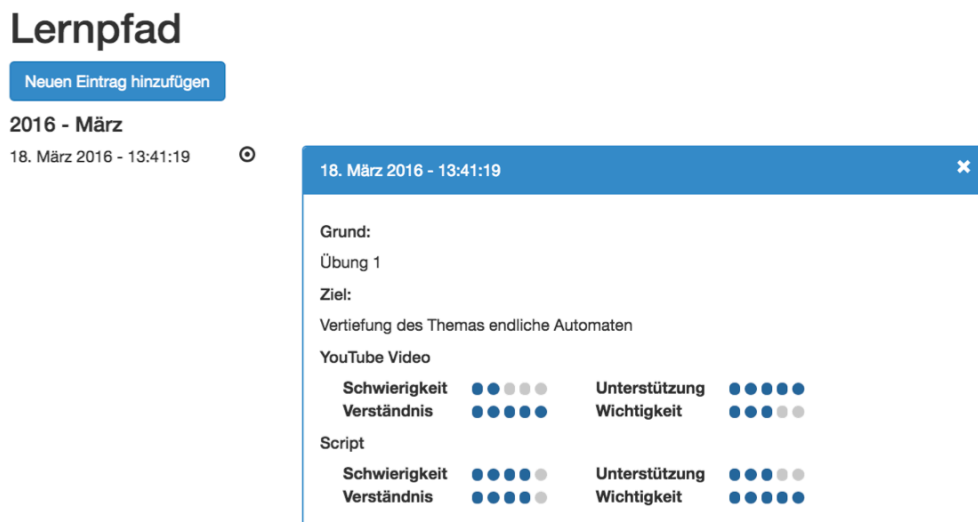 Lernpfad
Neuen Eintrag hinzufügen
2016 - März
18. März 2016 - 13:41:19
18. März 2016 - 13:41:19
Grund:
Übung 1
Ziel:
Vertiefung des Themas endliche Automaten
YouTube Video
Schwierigkeit Unterstützung
Verständnis Wichtigkeit
Script
Schwierigkeit Unterstützung
Verständnis Wichtigkeit